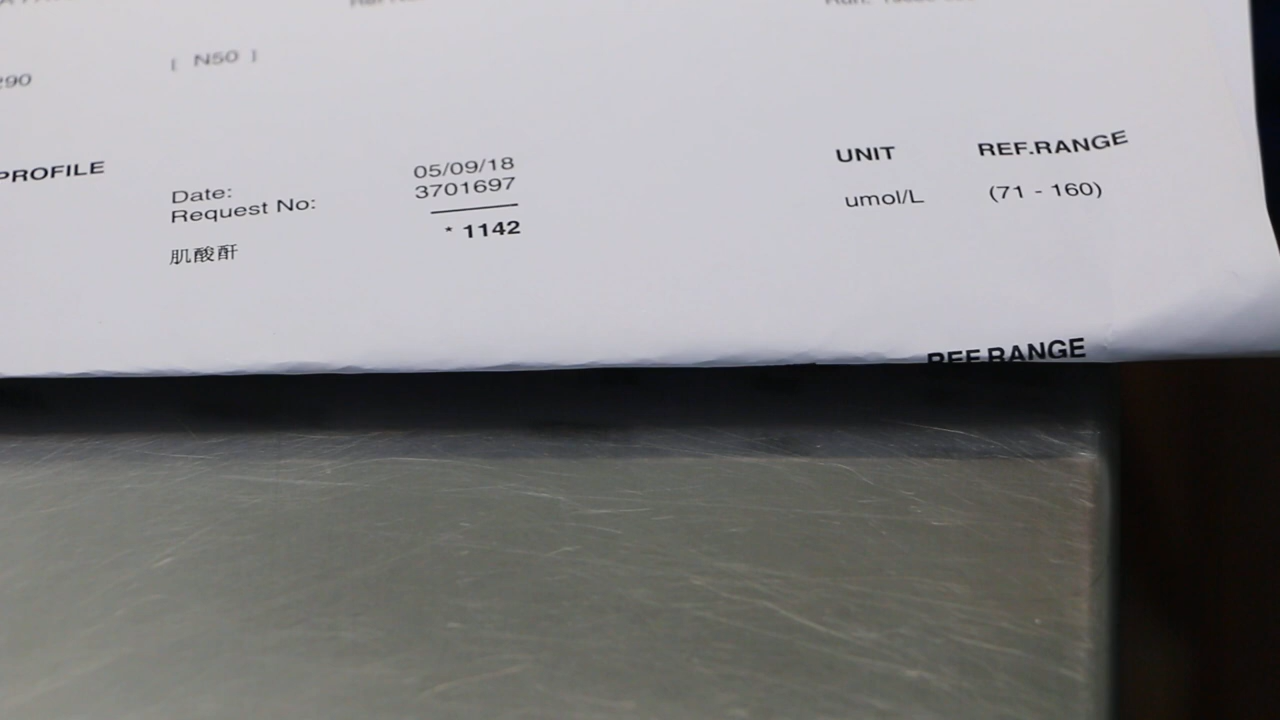 [ N50 ]
290
PROFILE
Date: 05/09/18
Request No: 3701697
UNIT REF.RANGE
* 1142 umol/L (71 - 160)
肌酸酐
REF.RANGE